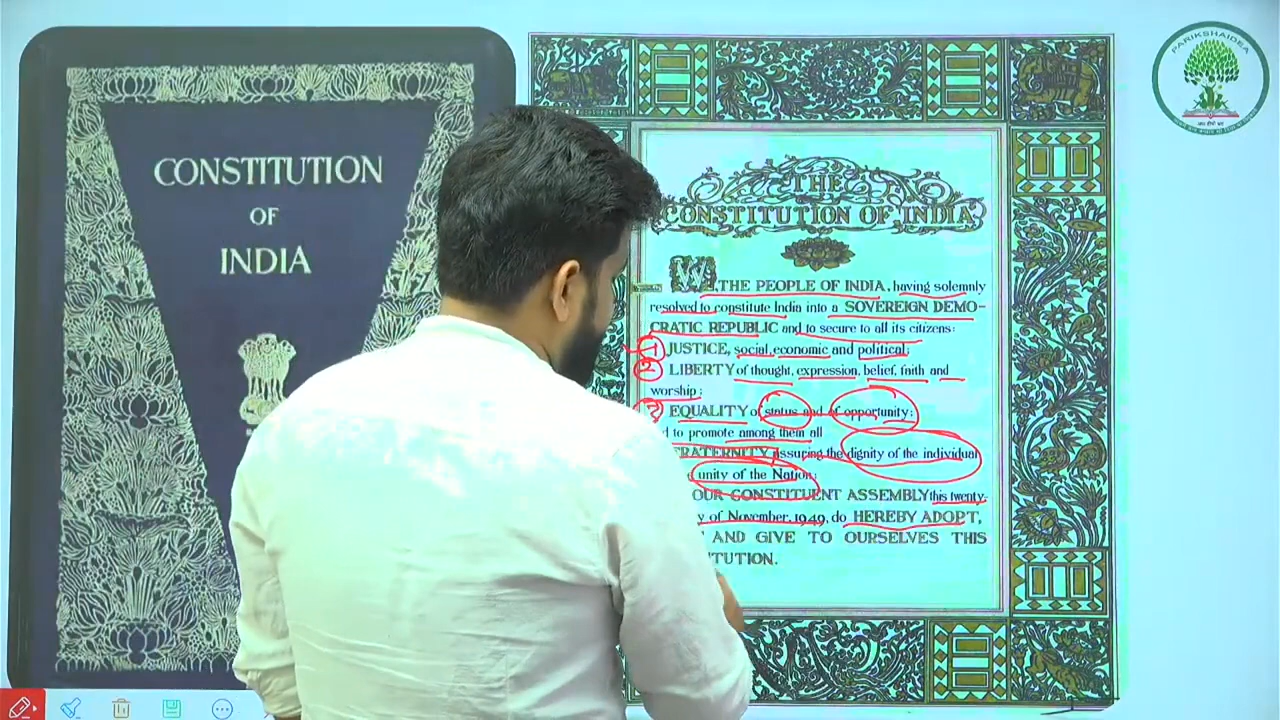 CONSTITUTION
OF
INDIA
PARIKSHAIDEA
THE
CONSTITUTION OF INDIA
WE, THE PEOPLE OF INDIA, having solemnly
resolved to constitute India into a SOVEREIGN DEMO-
CRATIC REPUBLIC and to secure to all its citizens:
1 JUSTICE, social, economic and political;
2 LIBERTY of thought, expression, belief, faith and
worship;
3 EQUALITY of status and of opportunity;
to promote among them all
FRATERNITY assuring the dignity of the individual
unity of the Nation;
OUR CONSTITUENT ASSEMBLY this twenty-
of November, 1949, do HEREBY ADOPT,
AND GIVE TO OURSELVES THIS